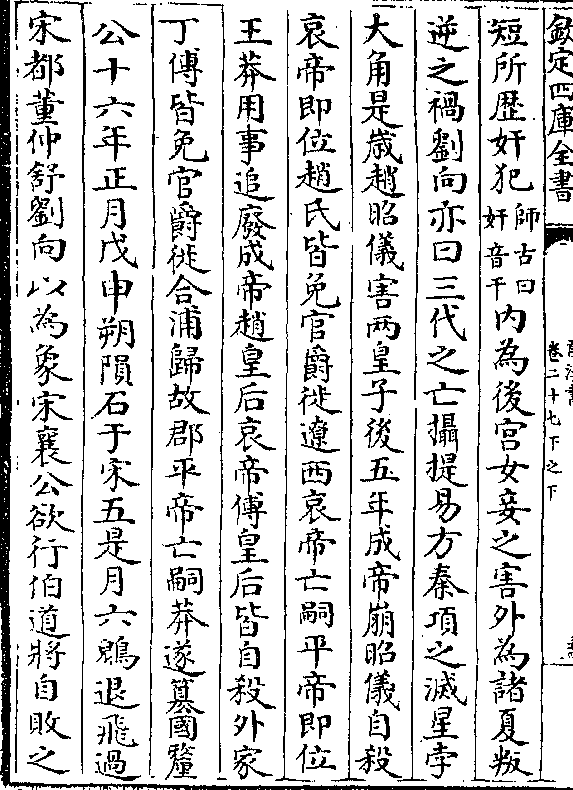 欽定四庫全書
卷二十七下之下
短所歷奸犯師古曰奸音干内為後宫女妾之害外為諸夏叛
逆之禍劉向亦曰三代之亡攝提易方秦項之滅星孛
大角是嵗趙昭儀害两皇子後五年成帝崩昭儀自殺
哀帝即位趙氏皆免官爵徙遼西哀帝亡嗣平帝即位
王莽用事追廢成帝趙皇后哀帝傅皇后皆自殺外家
丁傅皆免官爵徙合浦歸故郡平帝亡嗣莽遂簒國釐
公十六年正月戊申朔隕石于宋五是月六鶂退飛過
宋都董仲舒劉向以為象宋襄公欲行伯道將自敗之